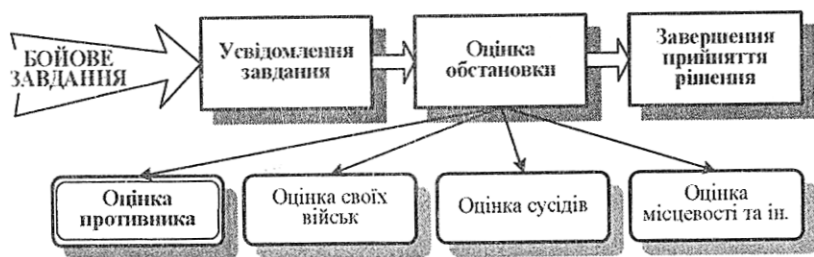 БОЙОВЕ
ЗАВДАННЯ
Усвідомлення
завдання
Оцінка
обстановки
Завершення
прийняття
рішення
Оцінка
противника
Оцінка своїх
військ
Оцінка сусідів
Оцінка
місцевості та ін.